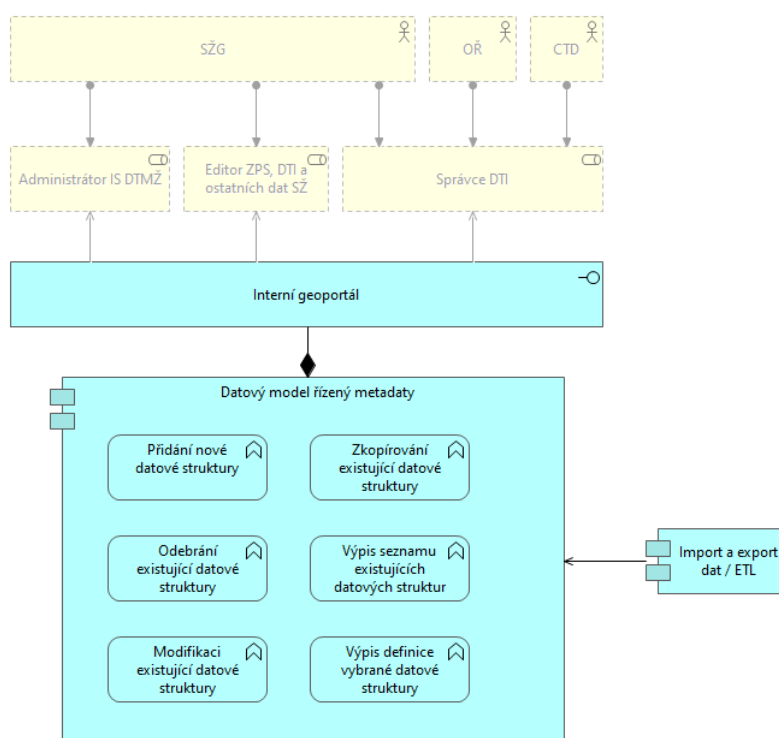 SŽG
OŘ
CTD
Administrátor IS DTMŽ
Editor ZPS, DTI a
ostatních dat SŽ
Správce DTI
Interní geoportál
Datový model řízený metadaty
Přidání nové
datové struktury
Zkopírování
existující datové
struktury
Odebrání
existující datové
struktury
Výpis seznamu
existujících
datových struktur
Modifikaci
existující datové
struktury
Výpis definice
vybrané datové
struktury
Import a export
dat / ETL